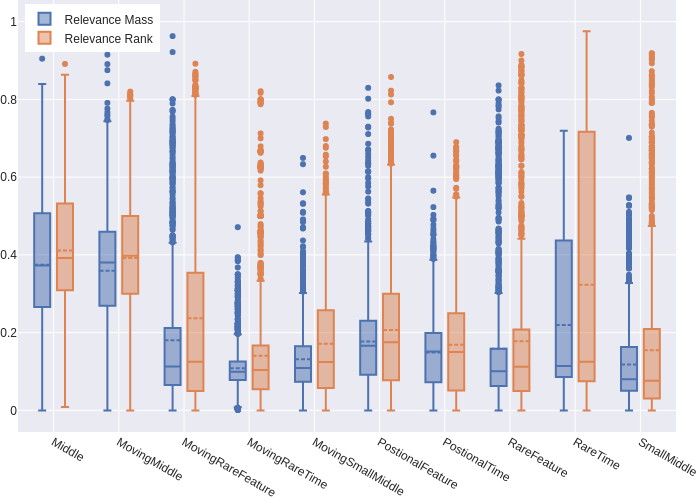 Relevance Mass
Relevance Rank
1
0.8
0.6
0.4
0.2
0
Middle
MovingMiddle
MovingRareFeature
MovingRareTime
MovingSmallMiddle
PostionalFeature
PostionalTime
RareFeature
RareTime
SmallMiddle